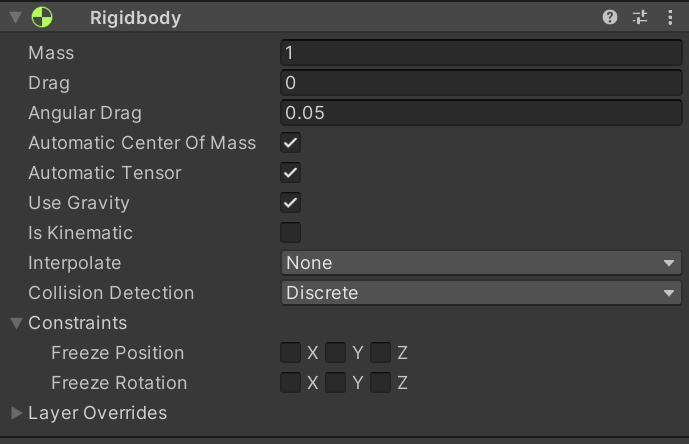 Rigidbody
Mass 1
Drag 0
Angular Drag 0.05
Automatic Center Of Mass
Automatic Tensor
Use Gravity
Is Kinematic
Interpolate None
Collision Detection Discrete
Constraints
Freeze Position X Y Z
Freeze Rotation X Y Z
Layer Overrides